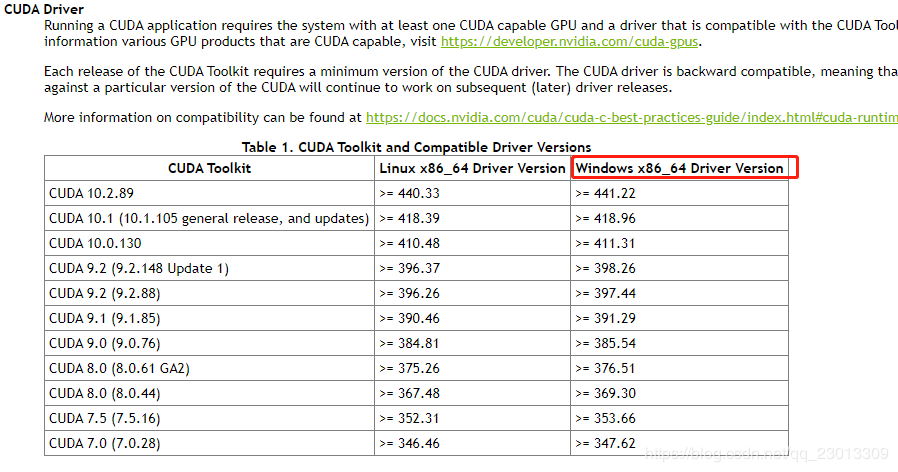 CUDA Driver
Running a CUDA application requires the system with at least one CUDA capable GPU and a driver that is compatible with the CUDA Tool
information various GPU products that are CUDA capable, visit https://developer.nvidia.com/cuda-gpus.
Each release of the CUDA Toolkit requires a minimum version of the CUDA driver. The CUDA driver is backward compatible, meaning tha
against a particular version of the CUDA will continue to work on subsequent (later) driver releases.
More information on compatibility can be found at https://docs.nvidia.com/cuda/cuda-c-best-practices-guide/index.html#cuda-runtim
Table 1. CUDA Toolkit and Compatible Driver Versions
CUDA Toolkit Linux x86_64 Driver Version Windows x86_64 Driver Version
CUDA 10.2.89 >= 440.33 >= 441.22
CUDA 10.1 (10.1.105 general release, and updates) >= 418.39 >= 418.96
CUDA 10.0.130 >= 410.48 >= 411.31
CUDA 9.2 (9.2.148 Update 1) >= 396.37 >= 398.26
CUDA 9.2 (9.2.88) >= 396.26 >= 397.44
CUDA 9.1 (9.1.85) >= 390.46 >= 391.29
CUDA 9.0 (9.0.76) >= 384.81 >= 385.54
CUDA 8.0 (8.0.61 GA2) >= 375.26 >= 376.51
CUDA 8.0 (8.0.44) >= 367.48 >= 369.30
CUDA 7.5 (7.5.16) >= 352.31 >= 353.66
CUDA 7.0 (7.0.28) >= 346.46 >= 347.62
https://blog.csdn.net/qq_23013309